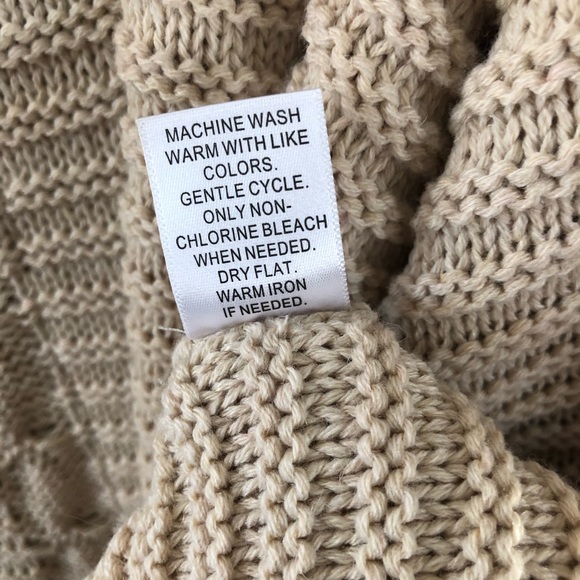 MACHINE WASH
WARM WITH LIKE
COLORS.
GENTLE CYCLE.
ONLY NON-
CHLORINE BLEACH
WHEN NEEDED.
DRY FLAT.
WARM IRON
IF NEEDED.